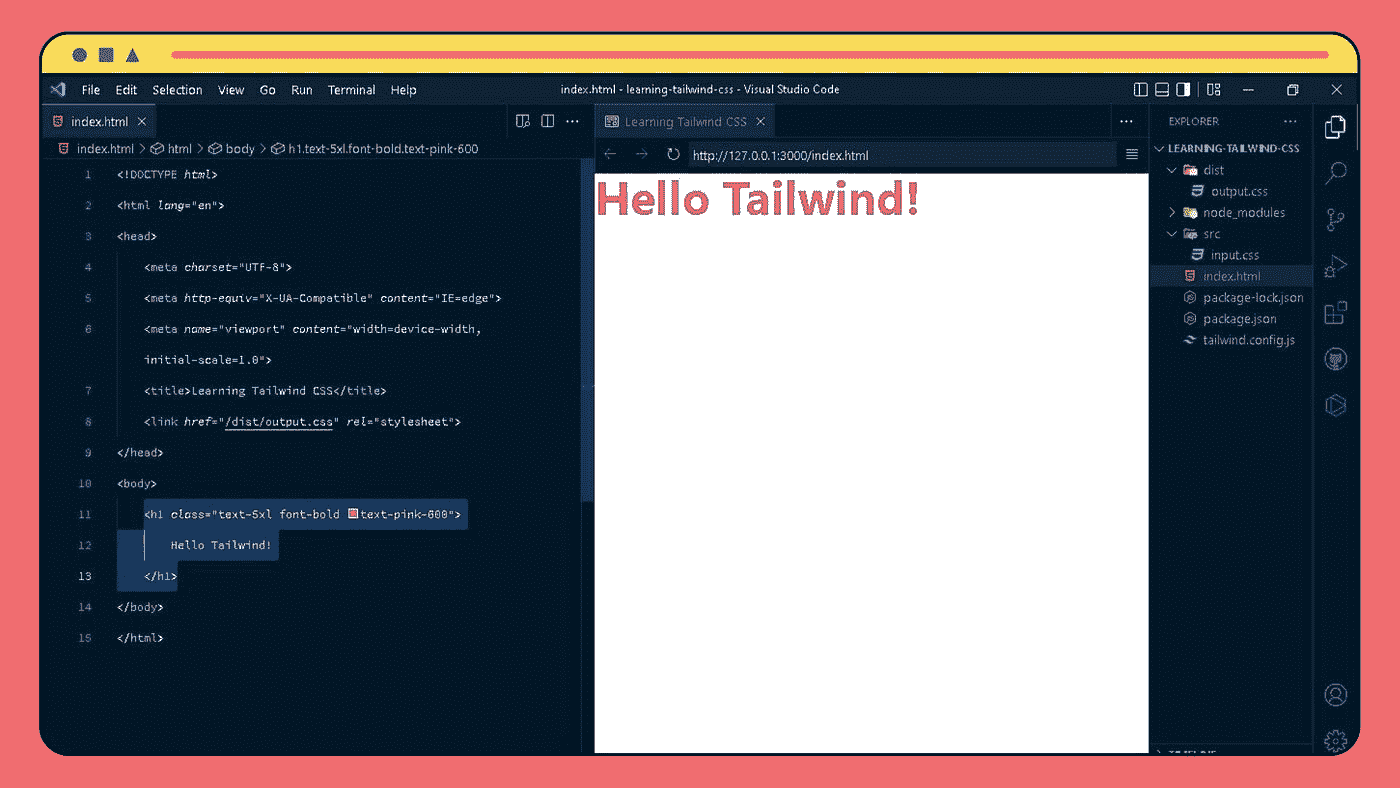 File Edit Selection View Go Run Terminal Help
index.html - learning-tailwind-css - Visual Studio Code
index.html
index.html > html > body > h1.text-5xl.font-bold.text-pink-600
1 <!DOCTYPE html>
2 <html lang="en">
3 <head>
4 <meta charset="UTF-8">
5 <meta http-equiv="X-UA-Compatible" content="IE=edge">
6 <meta name="viewport" content="width=device-width,
initial-scale=1.0">
7 <title>Learning Tailwind CSS</title>
8 <link href="/dist/output.css" rel="stylesheet">
9 </head>
10 <body>
11 <h1 class="text-5xl font-bold text-pink-600">
12 Hello Tailwind!
13 </h1>
14 </body>
15 </html>
Learning Tailwind CSS
http://127.0.0.1:3000/index.html
Hello Tailwind!
EXPLORER
LEARNING-TAILWIND-CSS
dist
output.css
node_modules
src
input.css
index.html
package-lock.json
package.json
tailwind.config.js